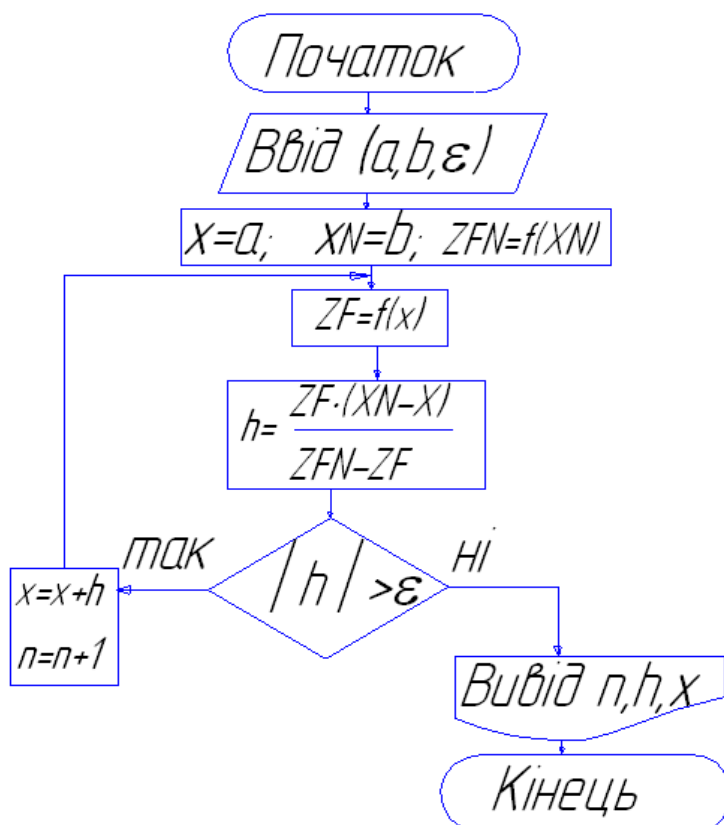 Початок
Ввід (a,b,ε)
x=a; XN=b; ZFN=f(XN)
ZF=f(x)
h= ZF·(XN-X)
ZFN-ZF
так
|h|>ε
ні
x=x+h
n=n+1
Вивід n,h,x
Кінець